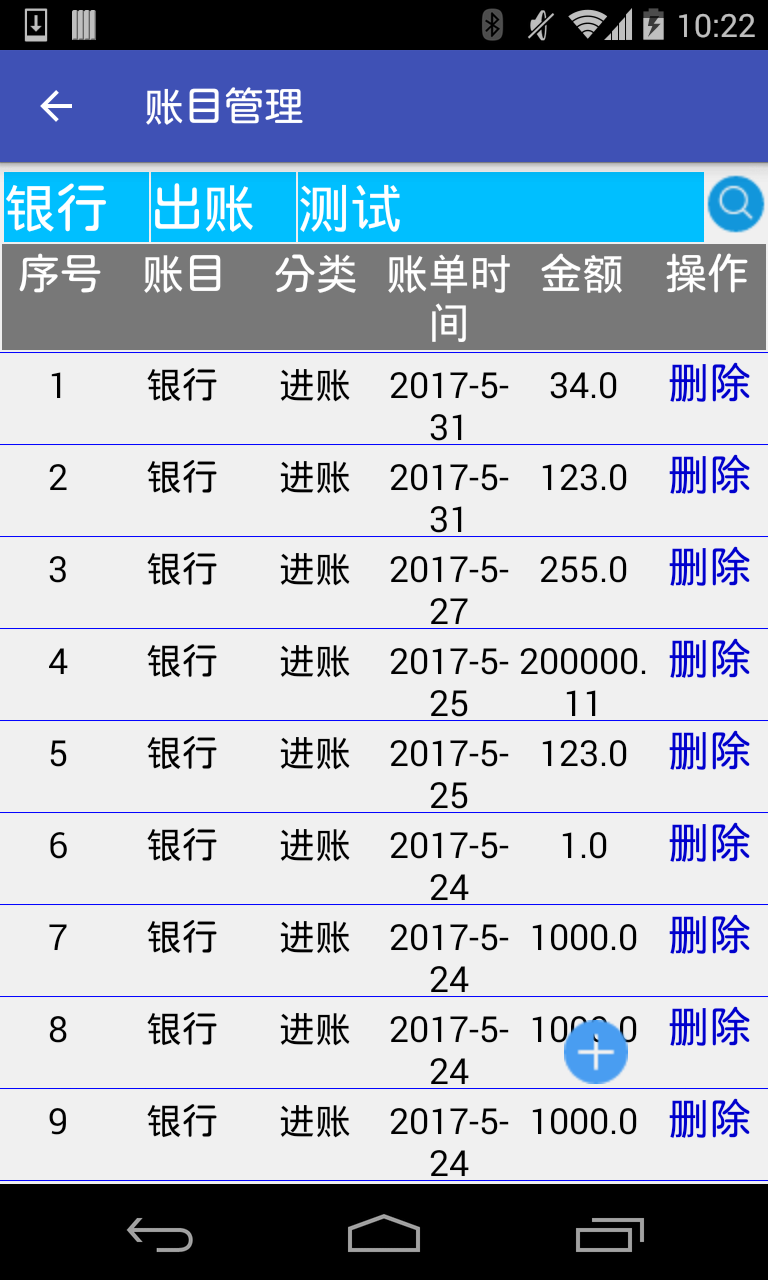 10:22
账目管理
银行 出账 测试
序号 账目 分类 账单时间 金额 操作
1 银行 进账 2017-5-31 34.0 删除
2 银行 进账 2017-5-31 123.0 删除
3 银行 进账 2017-5-27 255.0 删除
4 银行 进账 2017-5-25 200000.11 删除
5 银行 进账 2017-5-25 123.0 删除
6 银行 进账 2017-5-24 1.0 删除
7 银行 进账 2017-5-24 1000.0 删除
8 银行 进账 2017-5-24 删除
9 银行 进账 2017-5-24 1000.0 删除